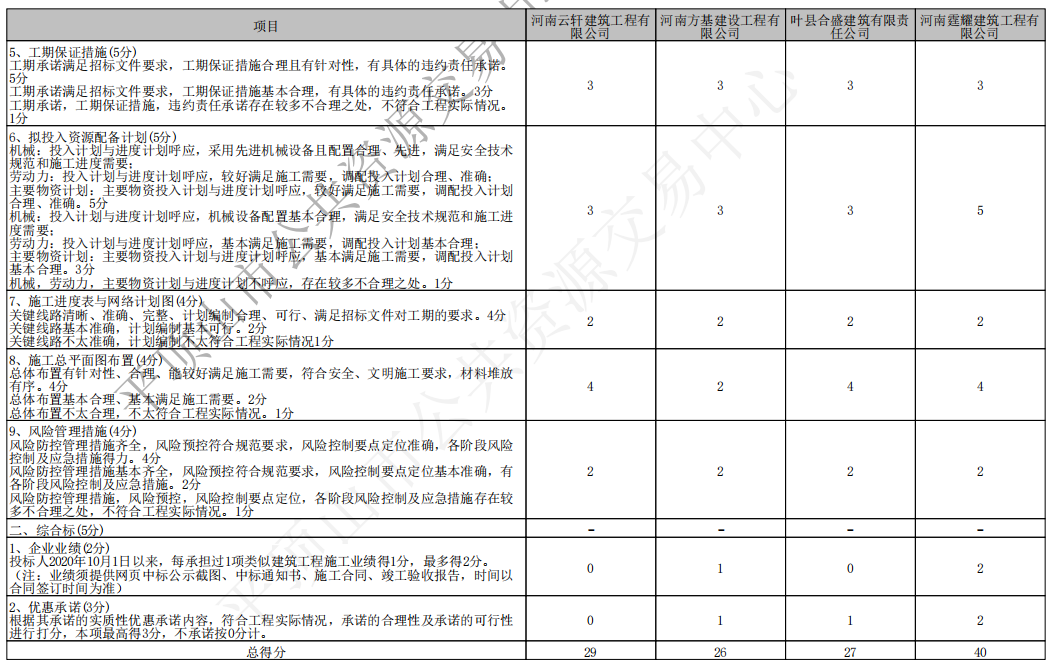 项目
河南云轩建筑工程有
限公司
河南方基建设工程有
限公司
叶县合盛建筑有限责
任公司
河南霆耀建筑工程有
限公司
5、工期保证措施(5分)
工期承诺满足招标文件要求，工期保证措施合理且有针对性，有具体的违约责任承诺。
5分
工期承诺满足招标文件要求，工期保证措施基本合理，有具体的违约责任承诺。3分
工期承诺，工期保证措施，违约责任承诺存在较多不合理之处，不符合工程实际情况。
1分
3 3 3 3
6、拟投入资源配备计划(5分)
机械：投入计划与进度计划呼应，采用先进机械设备且配置合理、先进，满足安全技术
规范和施工进度需要；
劳动力：投入计划与进度计划呼应，较好满足施工需要，调配投入计划合理、准确；
主要物资计划：主要物资投入计划与进度计划呼应，较好满足施工需要，调配投入计划
合理、准确。5分
机械：投入计划与进度计划呼应，机械设备配置基本合理，满足安全技术规范和施工进
度需要；
劳动力：投入计划与进度计划呼应，基本满足施工需要，调配投入计划基本合理；
主要物资计划：主要物资投入计划与进度计划呼应，基本满足施工需要，调配投入计划
基本合理。3分
机械，劳动力，主要物资计划与进度计划不呼应，存在较多不合理之处。1分
3 3 3 5
7、施工进度表与网络计划图(4分)
关键线路清晰、准确、完整、计划编制合理、可行、满足招标文件对工期的要求。4分
关键线路基本准确，计划编制基本可行。2分
关键线路不太准确，计划编制不太符合工程实际情况1分
2 2 2 2
8、施工总平面图布置(4分)
总体布置有针对性、合理、能较好满足施工需要，符合安全、文明施工要求，材料堆放
有序。4分
总体布置基本合理、基本满足施工需要。2分
总体布置不太合理，不太符合工程实际情况。1分
4 2 4 4
9、风险管理措施(4分)
风险防控管理措施齐全，风险预控符合规范要求，风险控制要点定位准确，各阶段风险
控制及应急措施得力。4分
风险防控管理措施基本齐全，风险预控符合规范要求，风险控制要点定位基本准确，有
各阶段风险控制及应急措施。2分
风险防控管理措施，风险预控，风险控制要点定位，各阶段风险控制及应急措施存在较
多不合理之处，不符合工程实际情况。1分
2 2 2 2
二、综合标(5分)
- - - -
1、企业业绩(2分)
投标人2020年10月1日以来，每承担过1项类似建筑工程施工业绩得1分，最多得2分。
（注：业绩须提供网页中标公示截图、中标通知书、施工合同、竣工验收报告，时间以
合同签订时间为准）
0 1 0 2
2、优惠承诺(3分)
根据其承诺的实质性优惠承诺内容，符合工程实际情况，承诺的合理性及承诺的可行性
进行打分，本项最高得3分，不承诺按0分计。
0 1 1 2
总得分 29 26 27 40
平顶山市公共资源交易中
平顶山市公共资源交易中心